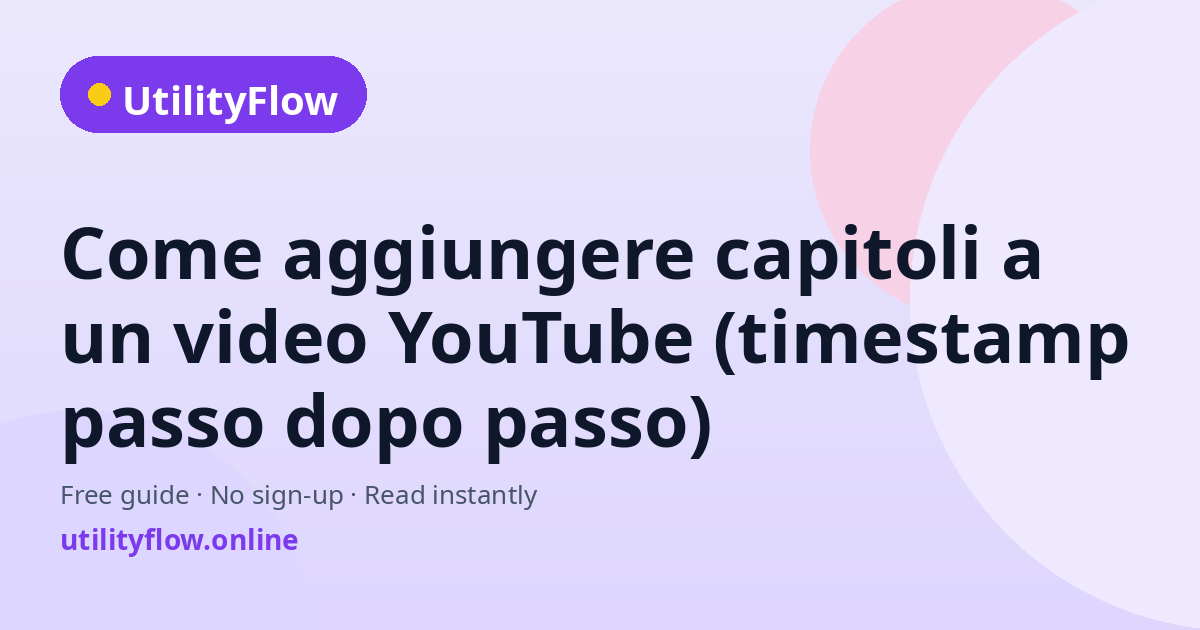 UtilityFlow
Come aggiungere capitoli a
un video YouTube (timestamp
passo dopo passo)
Free guide · No sign-up · Read instantly
utilityflow.online